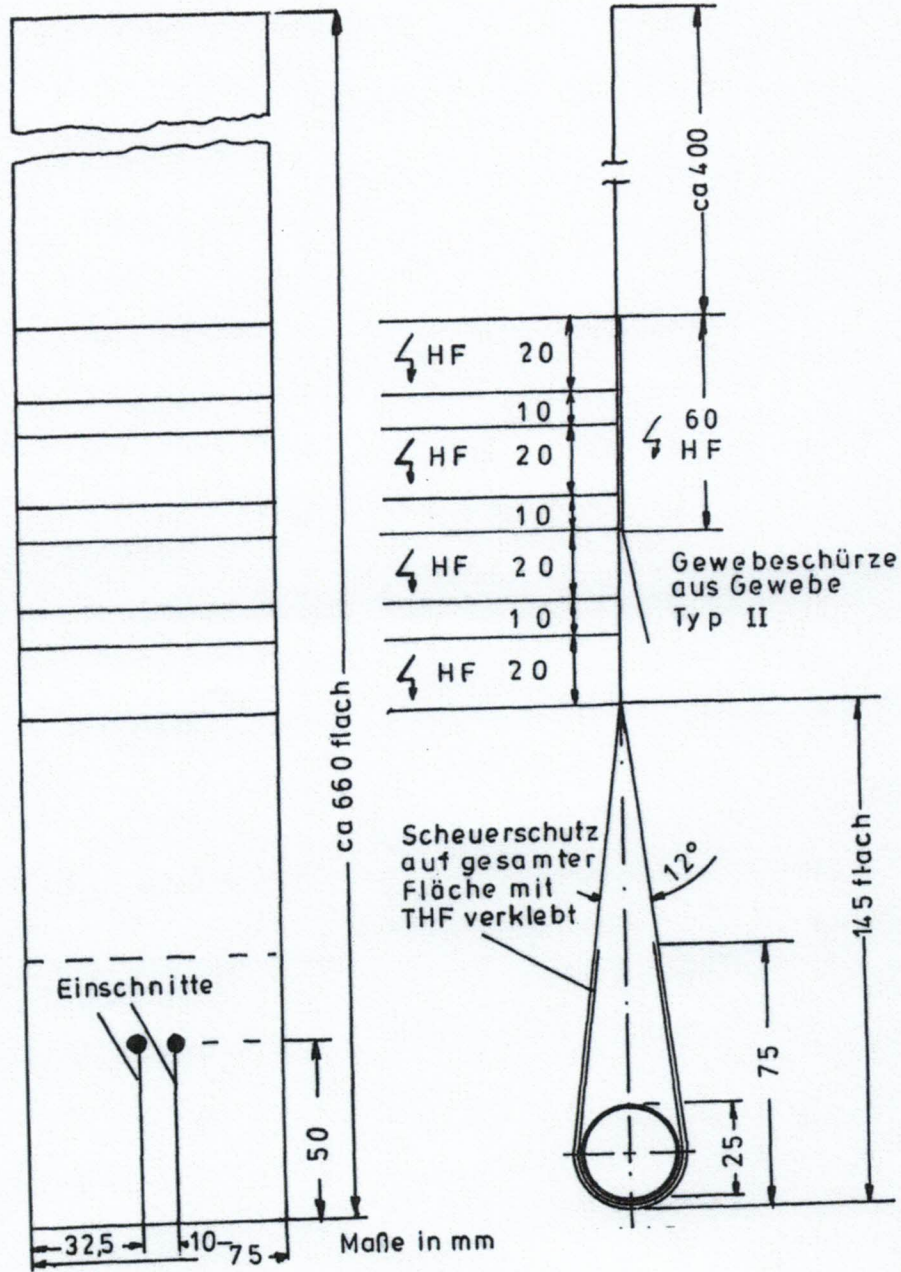 ca 400
HF 20
10
HF 20
10
HF 20
10
HF 20
60
HF
Gewebeschürze
aus Gewebe
Typ II
ca 660 flach
Scheuerschutz
auf gesamter
Fläche mit
THF verklebt
12°
145 flach
Einschnitte
75
50
25
32,5
10
75
Maße in mm